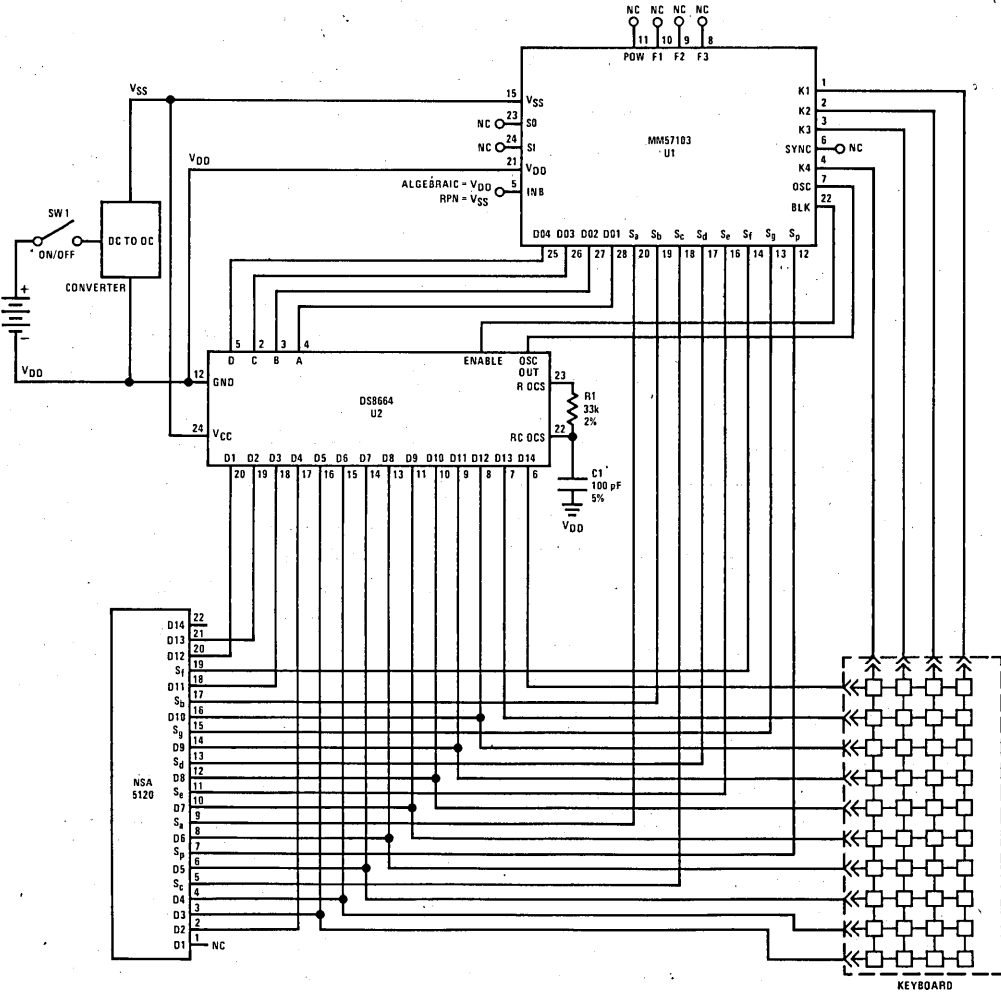 NC NC NC NC
11 10 9 8
POW F1 F2 F3
VSS
15 VSS
NC 23 S0
NC 24 SI
VDD
21 VDD
ALGEBRAIC = VDD
RPN = VSS
5 INB
MM57103
U1
K1 1
K2 2
K3 3
SYNC 6 NC
K4 4
OSC 7
BLK 22
DO4 DO3 DO2 DO1 Sa Sb Sc Sd Se Sf Sg Sp
25 26 27 28 20 19 18 17 16 14 13 12
SW1
ON/OFF
DC TO DC
CONVERTER
+
−
VDD
5 2 3 4
D C B A
ENABLE
OSC OUT
12 GND
DS8664
U2
24 VCC
R OCS 23
RC OCS 22
R1
33k
2%
C1
100 pF
5%
VDD
D1 D2 D3 D4 D5 D6 D7 D8 D9 D10 D11 D12 D13 D14
20 19 18 17 16 15 14 13 11 10 9 8 7 6
NSA
5120
D14 22
D13 21
D12 20
Sf 19
D11 18
Sb 17
D10 16
Sg 15
D9 14
Sd 13
D8 12
Se 11
D7 10
Sa 9
D6 8
Sp 7
D5 6
Sc 5
D4 4
D3 3
D2 2
D1 1 NC
KEYBOARD